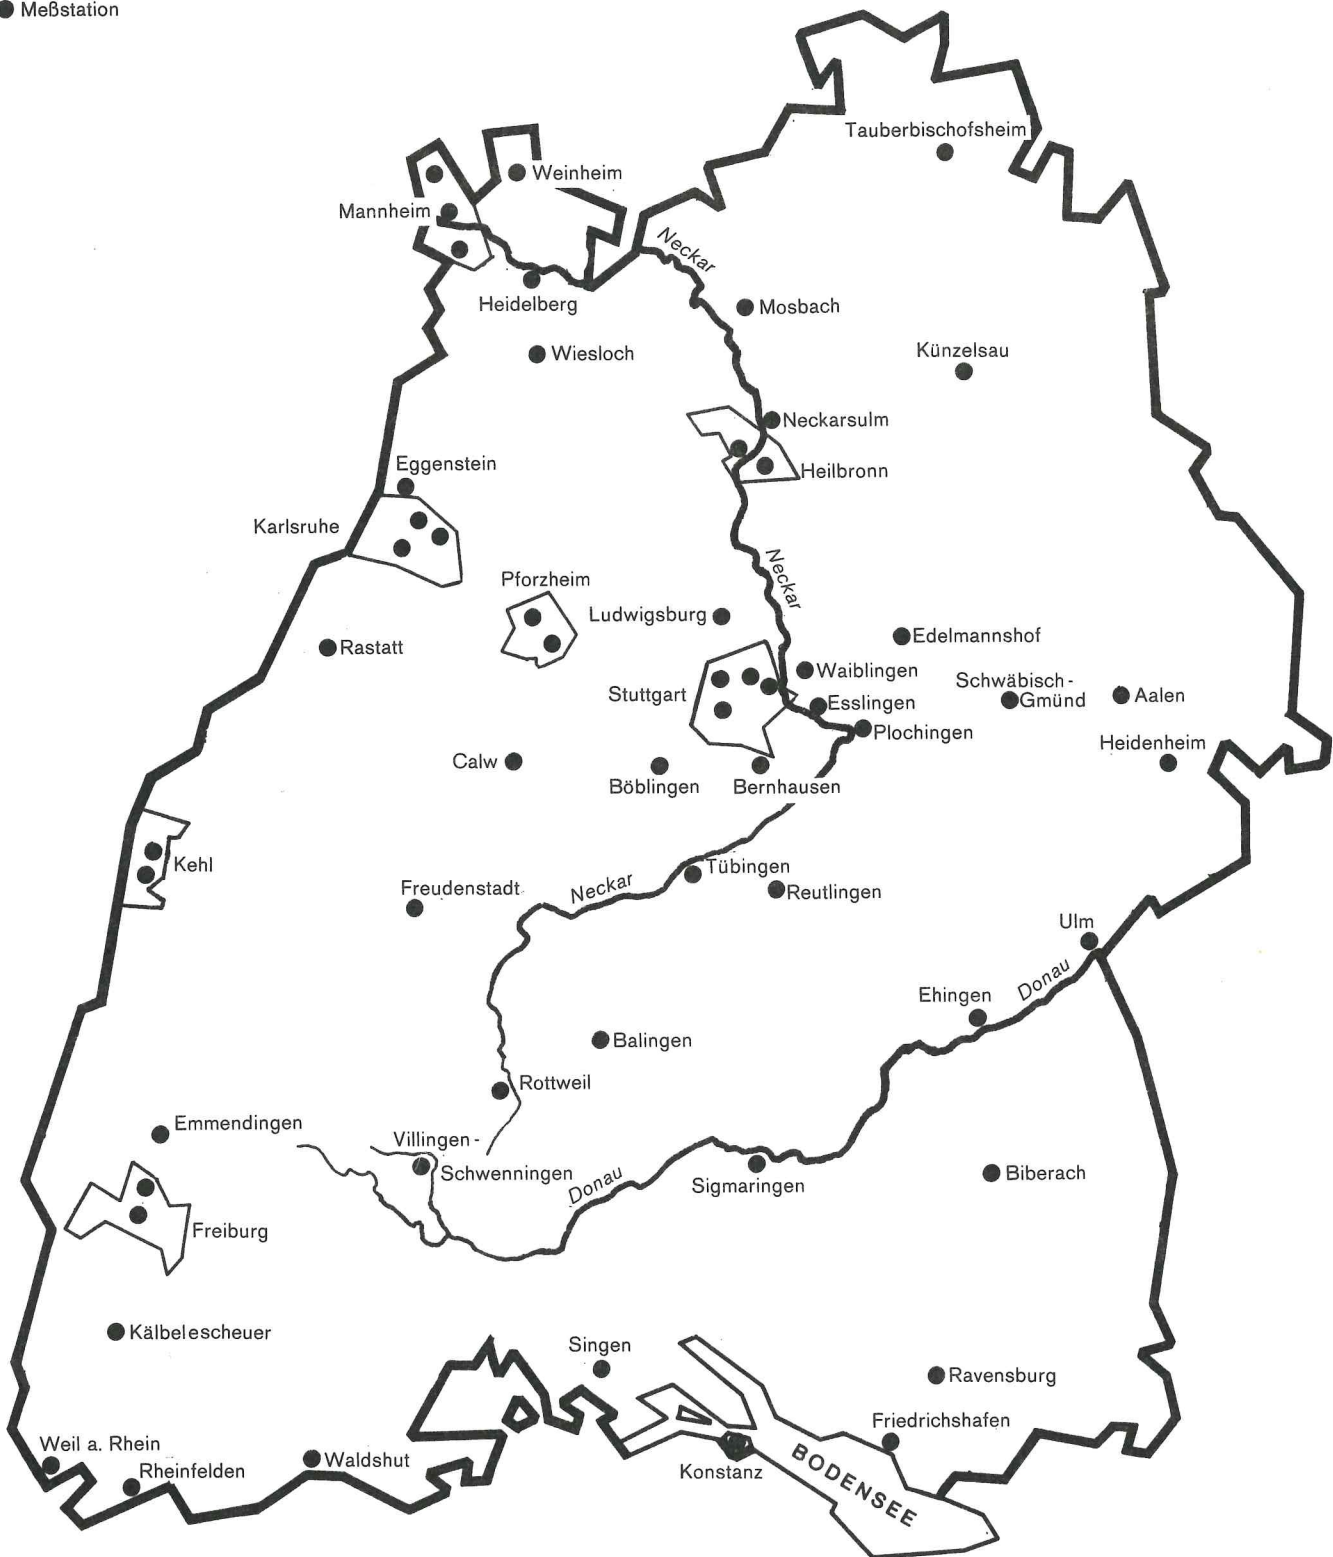 Meßstation
Tauberbischofsheim
Weinheim
Mannheim
Neckar
Heidelberg
Mosbach
Wiesloch
Künzelsau
Neckarsulm
Eggenstein
Heilbronn
Karlsruhe
Neckar
Pforzheim
Ludwigsburg
Edelmannshof
Rastatt
Waiblingen
Schwäbisch-
Gmünd
Stuttgart
Aalen
Esslingen
Plochingen
Heidenheim
Calw
Böblingen
Bernhausen
Kehl
Tübingen
Freudenstadt
Neckar
Reutlingen
Ulm
Donau
Ehingen
Balingen
Rottweil
Emmendingen
Villingen-
Schwenningen
Donau
Sigmaringen
Biberach
Freiburg
Kälbelescheuer
Singen
Ravensburg
Friedrichshafen
Weil a. Rhein
Waldshut
Rheinfelden
Konstanz
BODENSEE